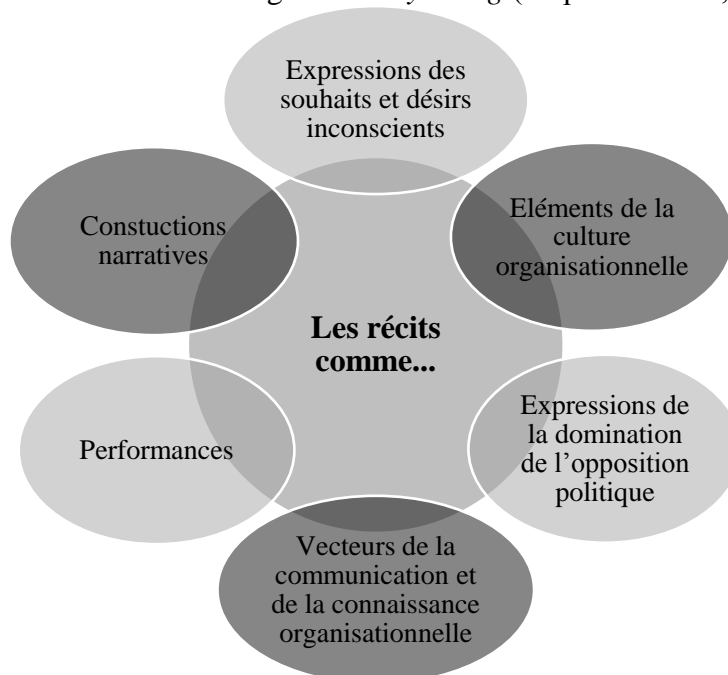 Expressions des
souhaits et désirs
inconscients
Constuctions
narratives
Eléments de la
culture
organisationnelle
Les récits
comme...
Performances
Expressions de
la domination
de l’opposition
politique
Vecteurs de la
communication et
de la connaissance
organisationnelle